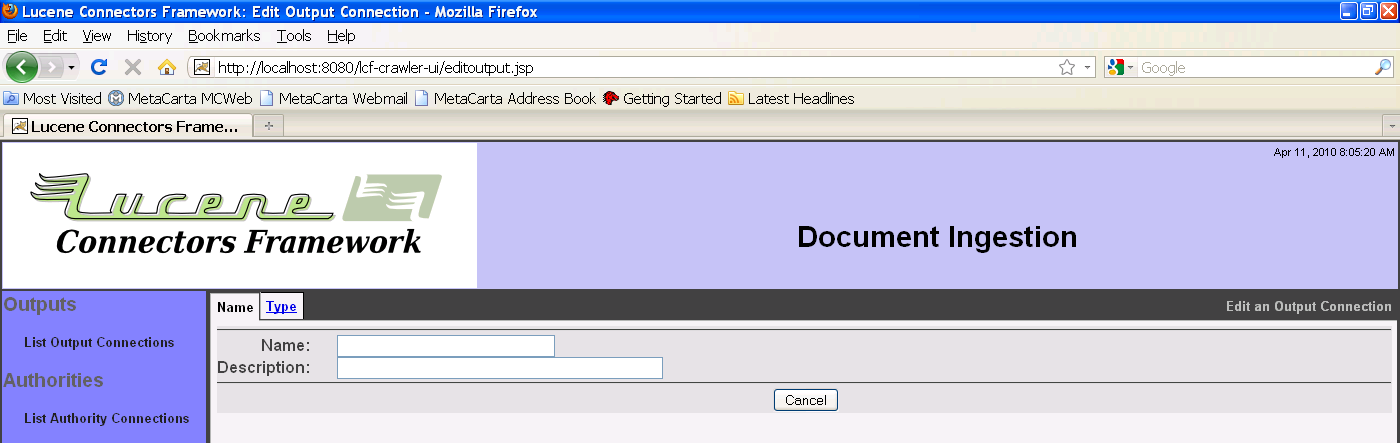 Lucene Connectors Framework: Edit Output Connection - Mozilla Firefox
File Edit View History Bookmarks Tools Help
http://localhost:8080/lcf-crawler-ui/editoutput.jsp Google
Most Visited MetaCarta MCWeb MetaCarta Webmail MetaCarta Address Book Getting Started Latest Headlines
Lucene Connectors Frame...
Apr 11, 2010 8:05:20 AM
Lucene
Connectors Framework
Document Ingestion
Outputs
List Output Connections
Authorities
List Authority Connections
Name Type Edit an Output Connection
Name:
Description:
Cancel